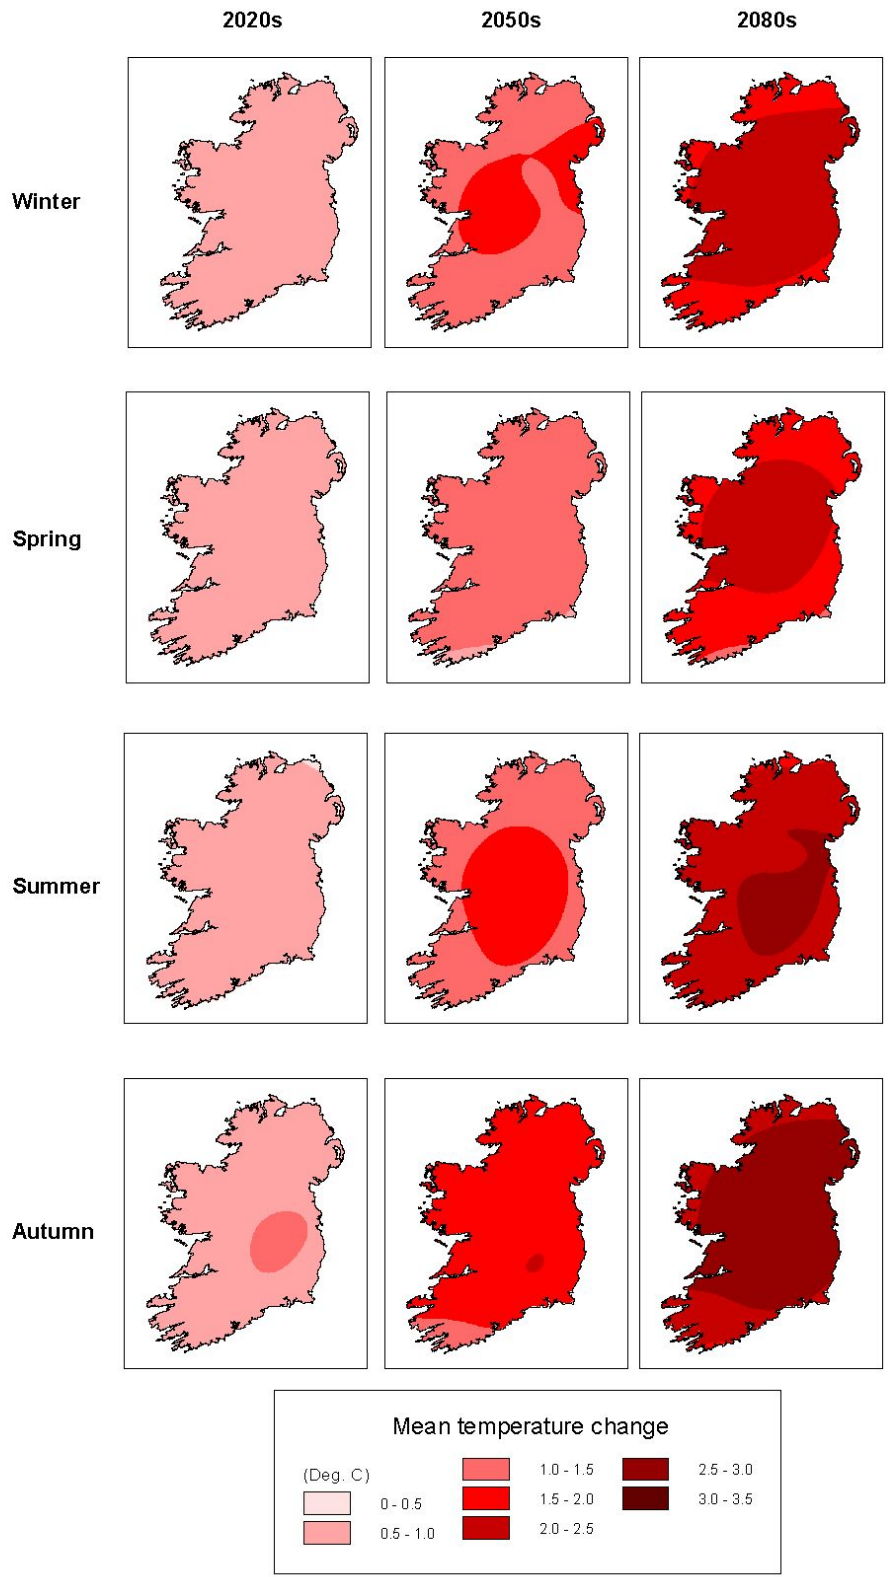 2020s 2050s 2080s
Winter
Spring
Summer
Autumn
Mean temperature change
(Deg. C)
0 - 0.5
0.5 - 1.0
1.0 - 1.5
1.5 - 2.0
2.0 - 2.5
2.5 - 3.0
3.0 - 3.5